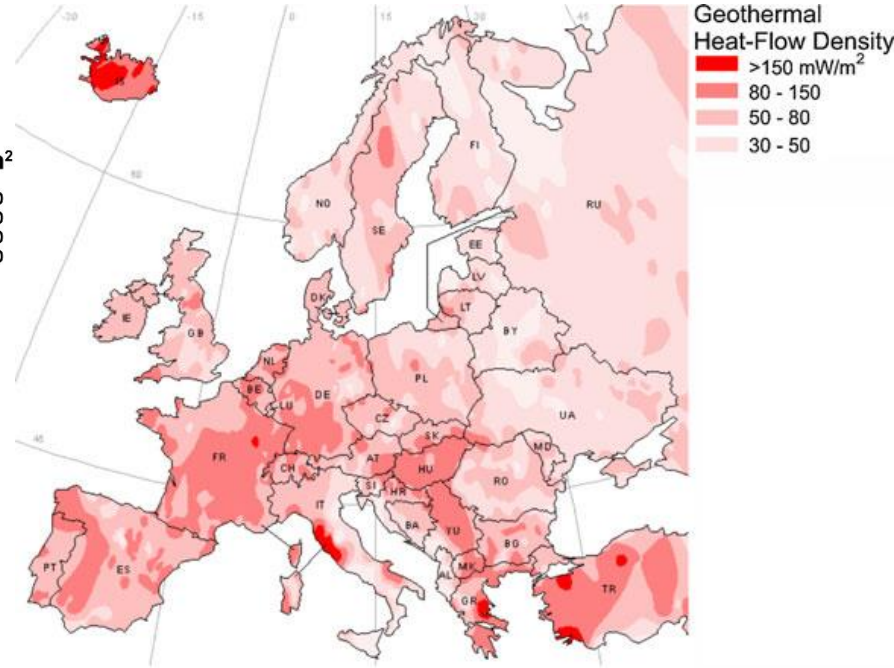 Geothermal
Heat-Flow Density
>150 mW/m²
80 - 150
50 - 80
30 - 50
-30
-15
0
15
30
45
IS
60
n²
NO
SE
FI
RU
EE
LV
LT
BY
DK
IE
GB
NL
BE
LU
DE
PL
CZ
SK
UA
MD
45
FR
CH
AT
HU
RO
SI
HR
IT
BA
YU
BG
PT
ES
AL
MK
GR
TR